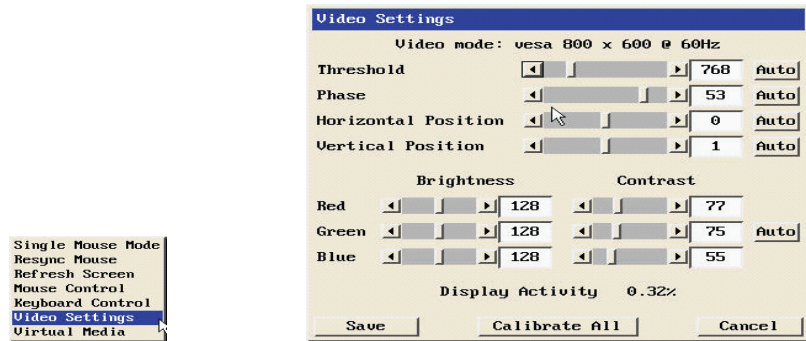 Single Mouse Mode
Resync Mouse
Refresh Screen
Mouse Control
Keyboard Control
Video Settings
Virtual Media
Video Settings
Video mode: vesa 800 x 600 @ 60Hz
Threshold 768 Auto
Phase 53 Auto
Horizontal Position 0 Auto
Vertical Position 1 Auto
Brightness Contrast
Red 128 77
Green 128 75 Auto
Blue 128 55
Display Activity 0.32%
Save Calibrate All Cancel